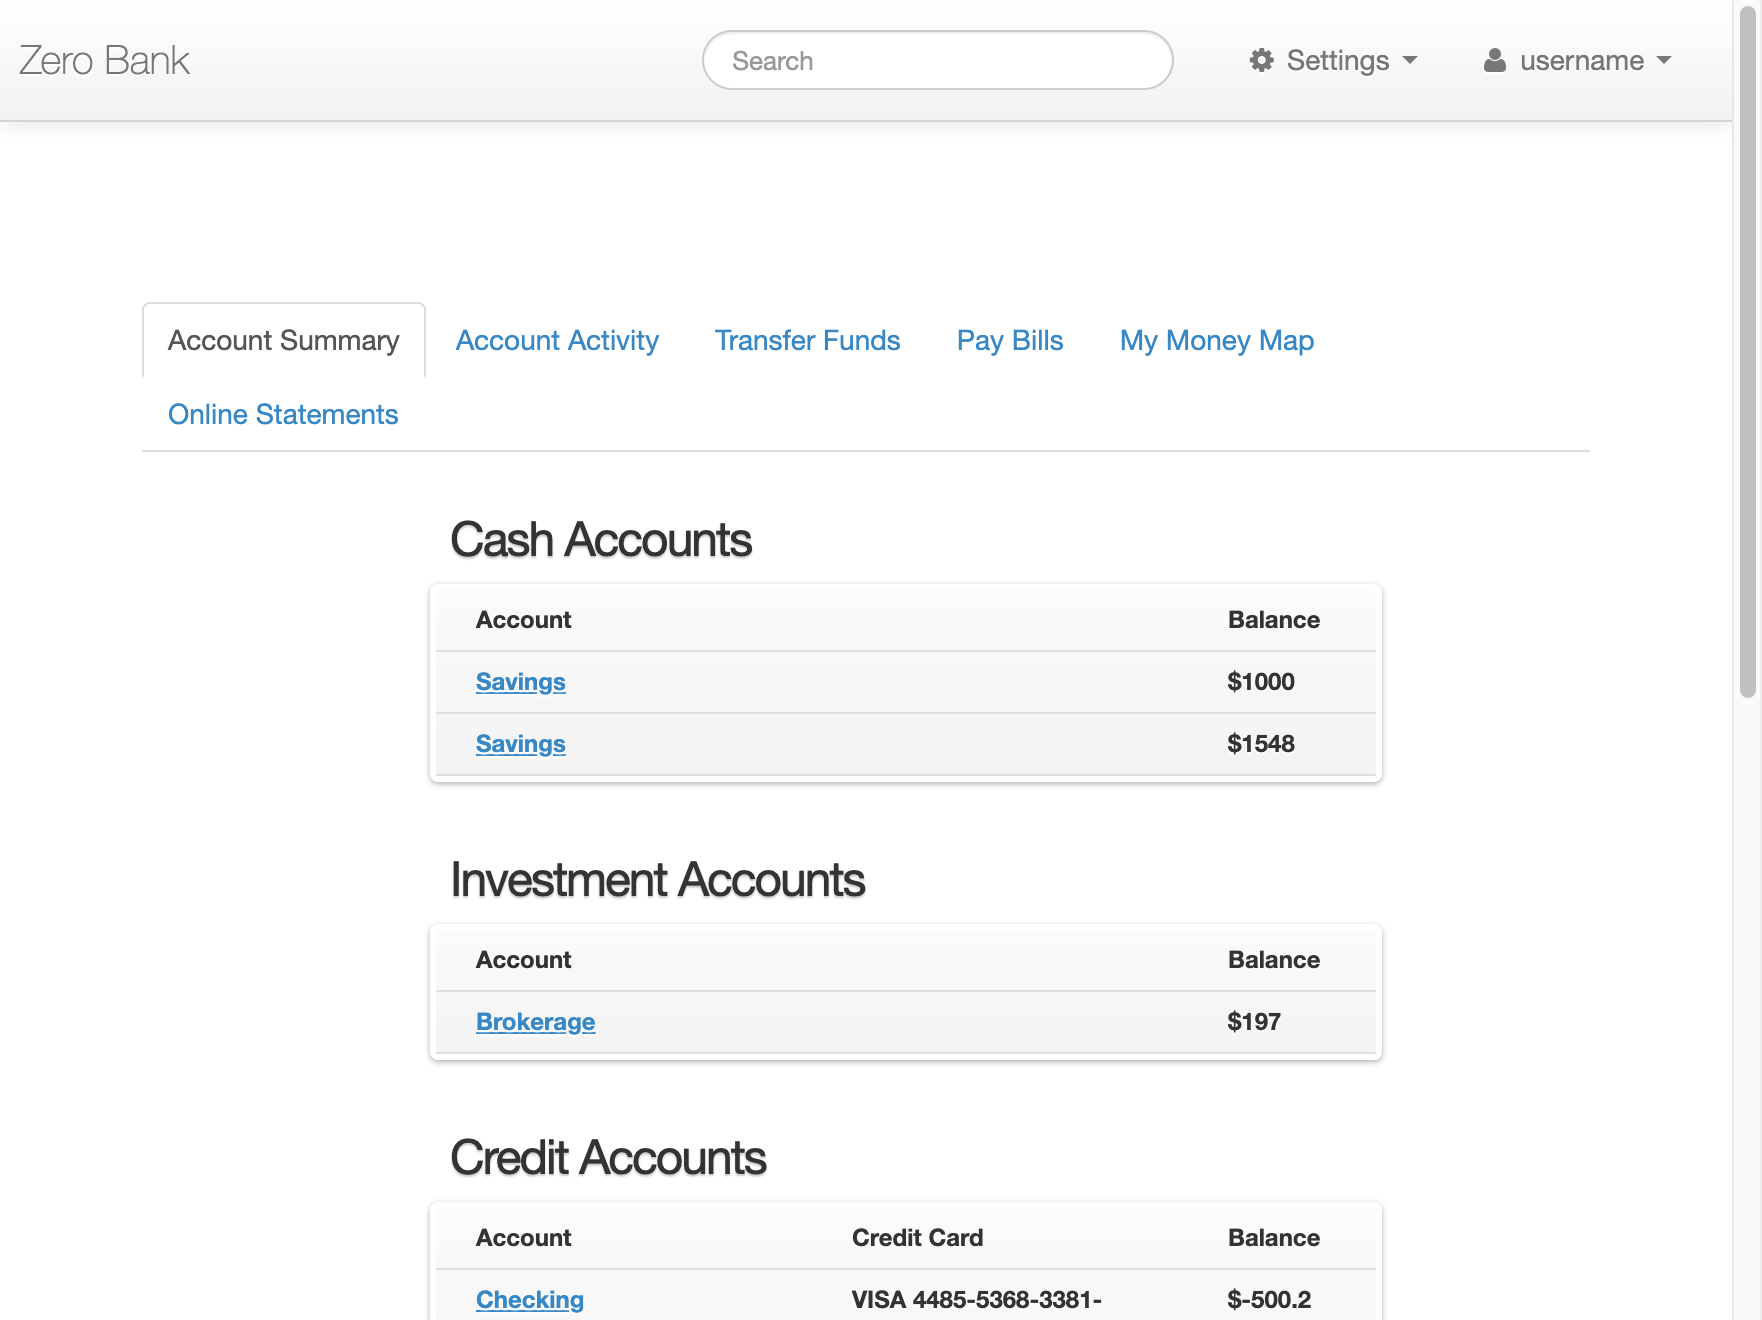 Zero Bank
Search
Settings
username
Account Summary
Account Activity
Transfer Funds
Pay Bills
My Money Map
Online Statements
Cash Accounts
Account Balance
Savings $1000
Savings $1548
Investment Accounts
Account Balance
Brokerage $197
Credit Accounts
Account Credit Card Balance
Checking VISA 4485-5368-3381- $-500.2